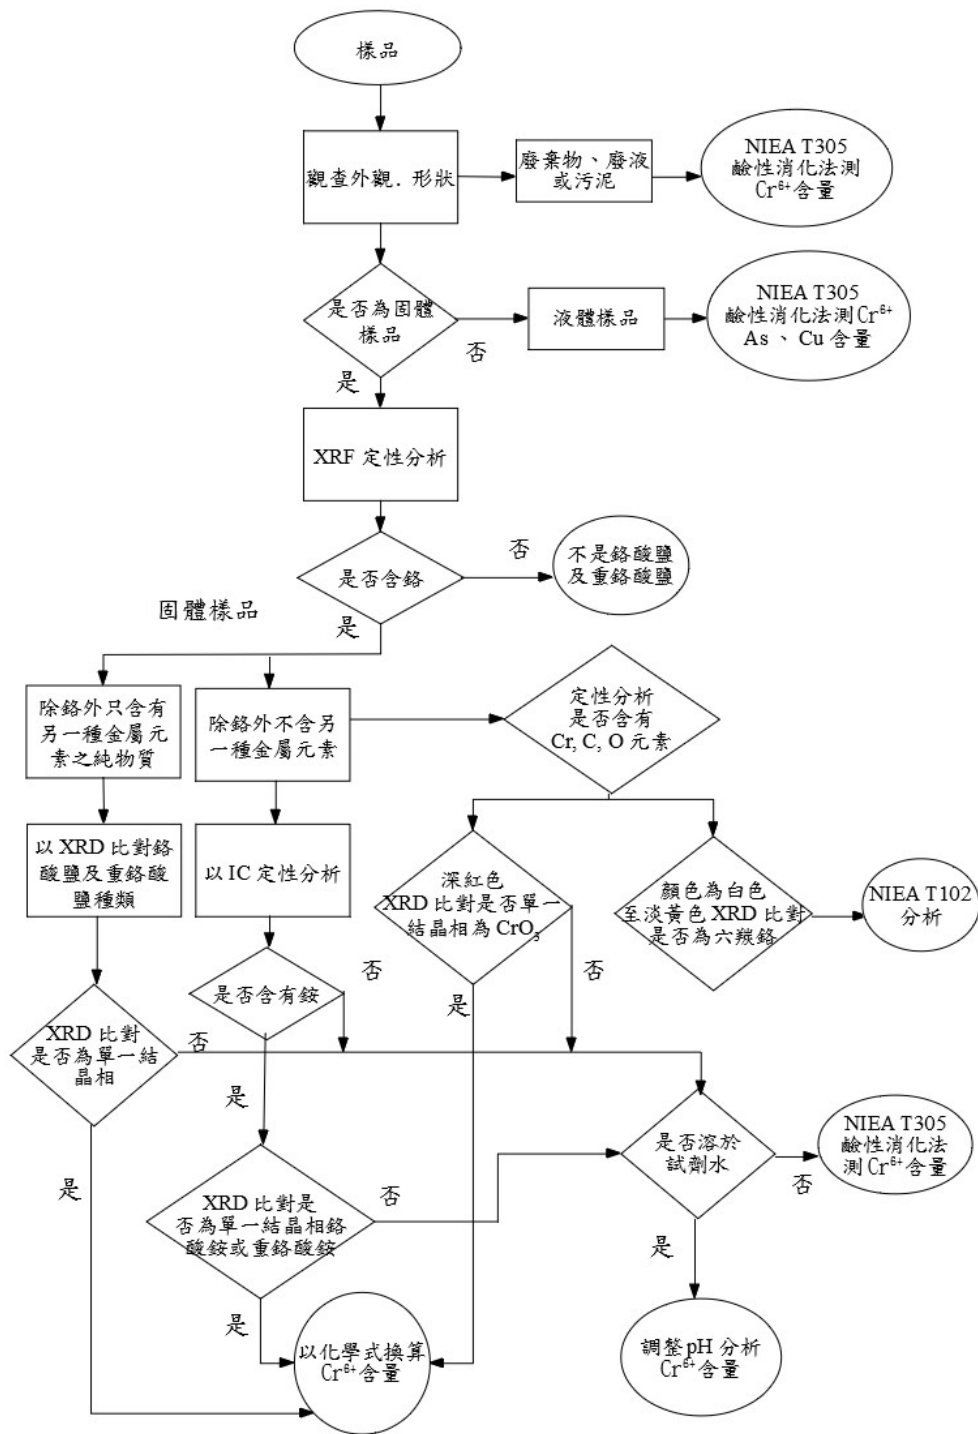 樣品
觀查外觀．形狀
廢棄物、廢液
或污泥
NIEA T305
鹼性消化法測
Cr⁶⁺含量
是否為固體
樣品
否
液體樣品
NIEA T305
鹼性消化法測Cr⁶⁺
As、Cu含量
是
XRF 定性分析
是否含鉻
否
不是鉻酸鹽
及重鉻酸鹽
固體樣品
是
除鉻外只含有
另一種金屬元
素之純物質
除鉻外不含另
一種金屬元素
定性分析
是否含有
Cr, C, O 元素
以 XRD 比對鉻
酸鹽及重鉻酸
鹽種類
以 IC 定性分析
深紅色
XRD 比對是否單一
結晶相為 CrO₃
顏色為白色
至淡黃色 XRD 比對
是否為六羰鉻
NIEA T102
分析
是否含有銨
否
是
否
XRD 比對
是否為單一結
晶相
否
是
是否溶於
試劑水
否
NIEA T305
鹼性消化法
測Cr⁶⁺含量
是
XRD 比對是
否為單一結晶相鉻
酸銨或重鉻酸銨
否
是
是
以化學式換算
Cr⁶⁺含量
調整 pH 分析
Cr⁶⁺含量